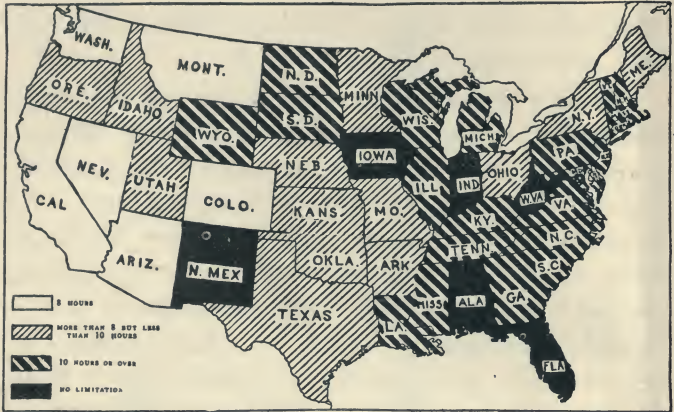 WASH.
MONT.
N.D.
MINN
ME.
ORE.
IDAHO
WIS.
N.Y.
S.D.
MICH.
WYO.
IOWA
PA.
NEB.
OHIO
NEV.
UTAH
ILL
IND
W.VA.
VA.
COLO.
CAL
KANS.
MO.
KY.
N.C.
TENN.
S.C.
ARIZ.
N. MEX
OKLA.
ARK
MISS.
ALA
GA
TEXAS
LA.
FLA
8 HOURS
MORE THAN 8 BUT LESS
THAN 10 HOURS
10 HOURS OR OVER
NO LIMITATION